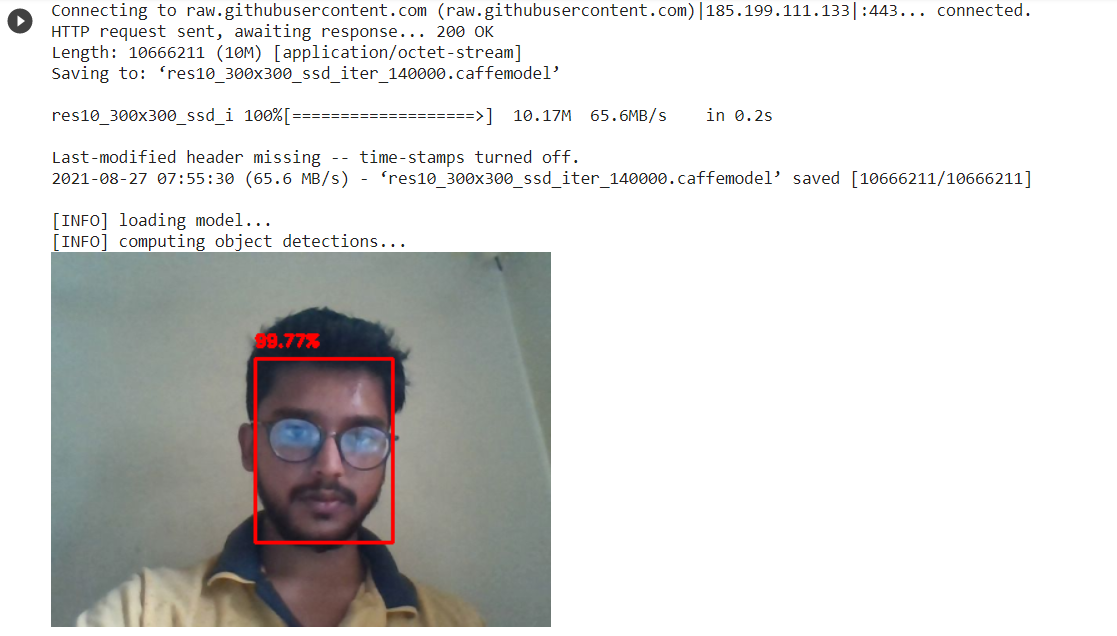 Connecting to raw.githubusercontent.com (raw.githubusercontent.com)|185.199.111.133|:443... connected.
HTTP request sent, awaiting response... 200 OK
Length: 10666211 (10M) [application/octet-stream]
Saving to: ‘res10_300x300_ssd_iter_140000.caffemodel’
res10_300x300_ssd_i 100%[===================>] 10.17M 65.6MB/s in 0.2s
Last-modified header missing -- time-stamps turned off.
2021-08-27 07:55:30 (65.6 MB/s) - ‘res10_300x300_ssd_iter_140000.caffemodel’ saved [10666211/10666211]
[INFO] loading model...
[INFO] computing object detections...
99.77%